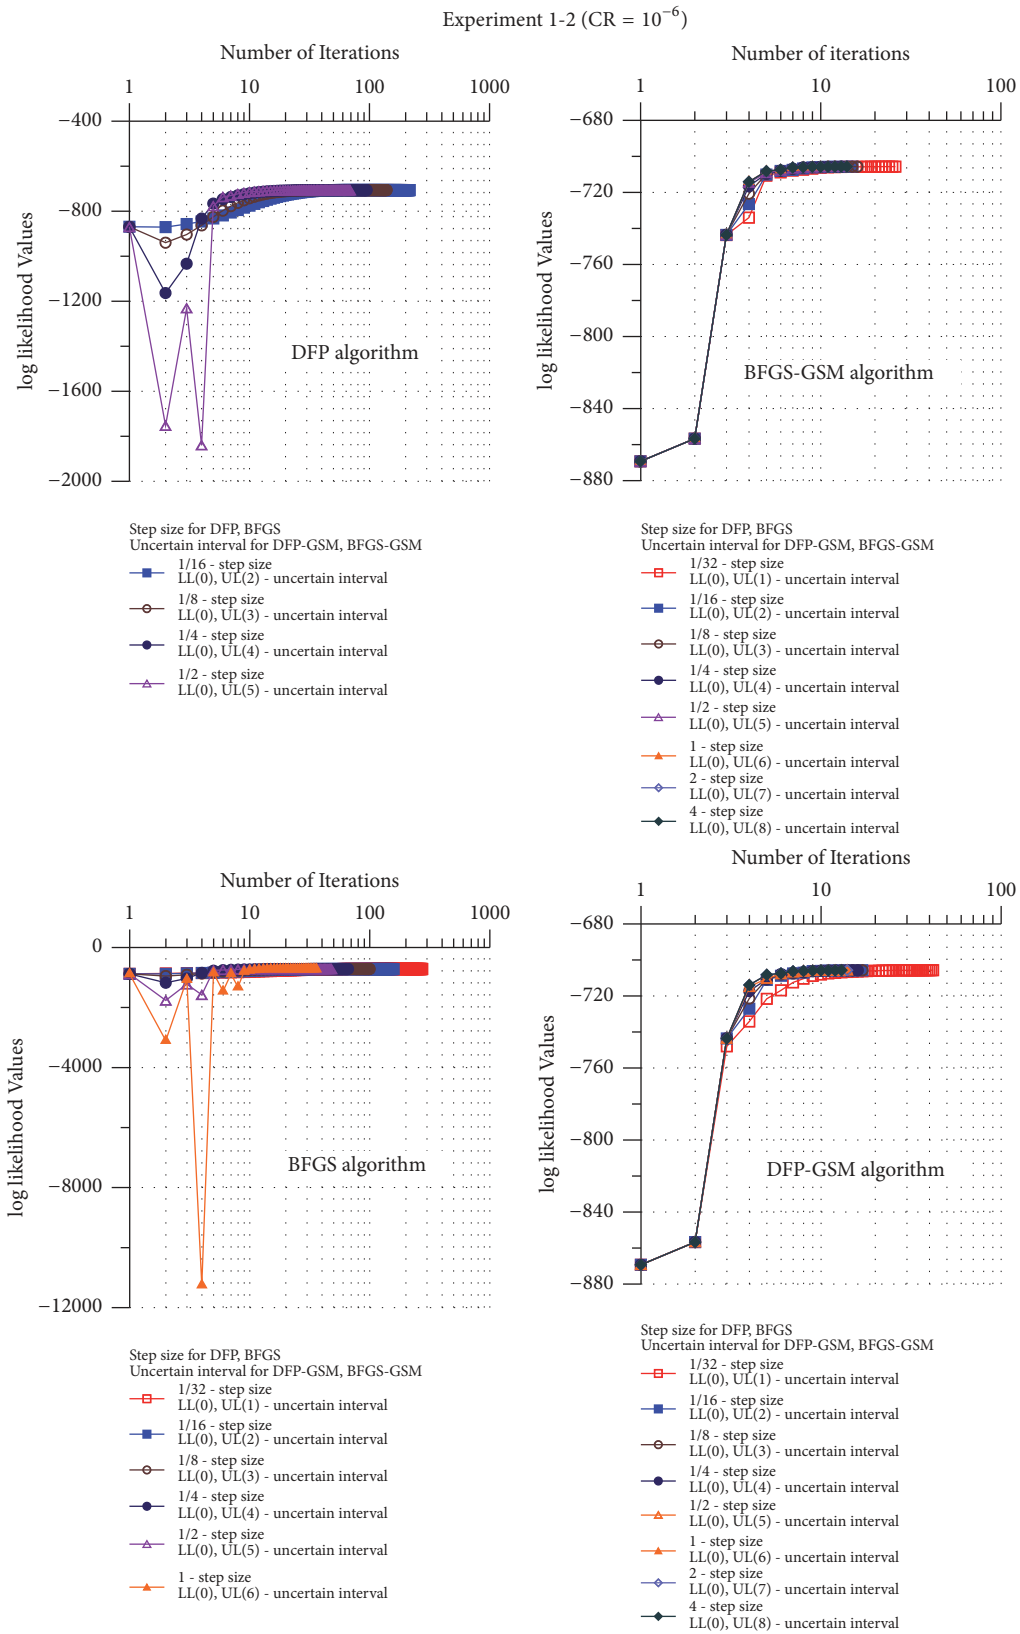 Experiment 1-2 (CR = 10⁻⁶)
Number of Iterations
1 10 100 1000
−400
−800
−1200
−1600
−2000
log likelihood Values
DFP algorithm
Step size for DFP, BFGS
Uncertain interval for DFP-GSM, BFGS-GSM
1/16 - step size
LL(0), UL(2) - uncertain interval
1/8 - step size
LL(0), UL(3) - uncertain interval
1/4 - step size
LL(0), UL(4) - uncertain interval
1/2 - step size
LL(0), UL(5) - uncertain interval
Number of iterations
1 10 100
−680
−720
−760
−800
−840
−880
log likelihood Values
BFGS-GSM algorithm
Step size for DFP, BFGS
Uncertain interval for DFP-GSM, BFGS-GSM
1/32 - step size
LL(0), UL(1) - uncertain interval
1/16 - step size
LL(0), UL(2) - uncertain interval
1/8 - step size
LL(0), UL(3) - uncertain interval
1/4 - step size
LL(0), UL(4) - uncertain interval
1/2 - step size
LL(0), UL(5) - uncertain interval
1 - step size
LL(0), UL(6) - uncertain interval
2 - step size
LL(0), UL(7) - uncertain interval
4 - step size
LL(0), UL(8) - uncertain interval
Number of Iterations
1 10 100 1000
0
−4000
−8000
−12000
log likelihood Values
BFGS algorithm
Step size for DFP, BFGS
Uncertain interval for DFP-GSM, BFGS-GSM
1/32 - step size
LL(0), UL(1) - uncertain interval
1/16 - step size
LL(0), UL(2) - uncertain interval
1/8 - step size
LL(0), UL(3) - uncertain interval
1/4 - step size
LL(0), UL(4) - uncertain interval
1/2 - step size
LL(0), UL(5) - uncertain interval
1 - step size
LL(0), UL(6) - uncertain interval
Number of Iterations
1 10 100
−680
−720
−760
−800
−840
−880
log likelihood Values
DFP-GSM algorithm
Step size for DFP, BFGS
Uncertain interval for DFP-GSM, BFGS-GSM
1/32 - step size
LL(0), UL(1) - uncertain interval
1/16 - step size
LL(0), UL(2) - uncertain interval
1/8 - step size
LL(0), UL(3) - uncertain interval
1/4 - step size
LL(0), UL(4) - uncertain interval
1/2 - step size
LL(0), UL(5) - uncertain interval
1 - step size
LL(0), UL(6) - uncertain interval
2 - step size
LL(0), UL(7) - uncertain interval
4 - step size
LL(0), UL(8) - uncertain interval